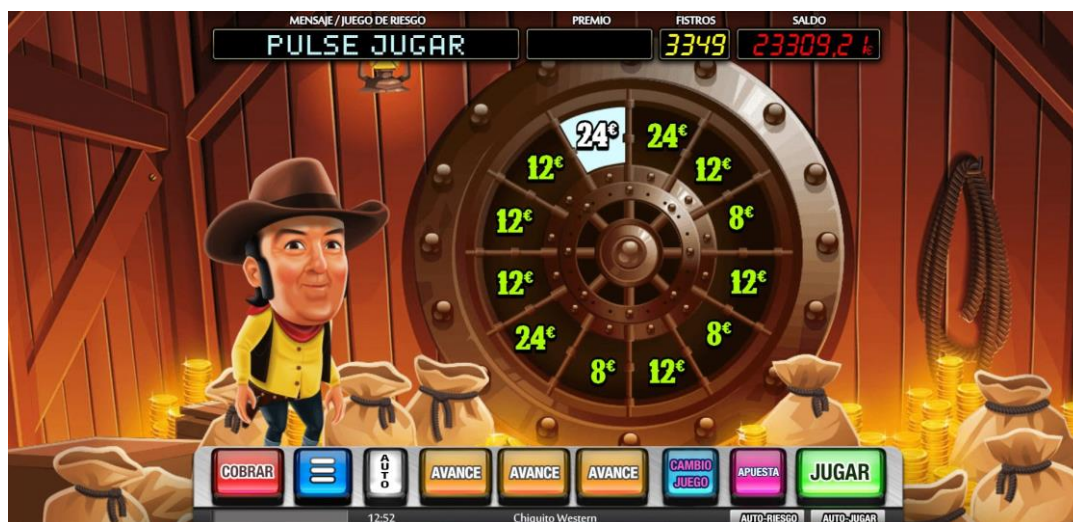 MENSAJE / JUEGO DE RIESGO PREMIO FISTROS SALDO
PULSE JUGAR 3349 23309,21 €
24€ 24€
12€ 12€
12€ 8€
12€ 12€
24€ 8€
8€ 12€
COBRAR AUTO AVANCE AVANCE AVANCE CAMBIO JUEGO APUESTA JUGAR
12:52 Chiquito Western AUTO-RIESGO AUTO-JUGAR